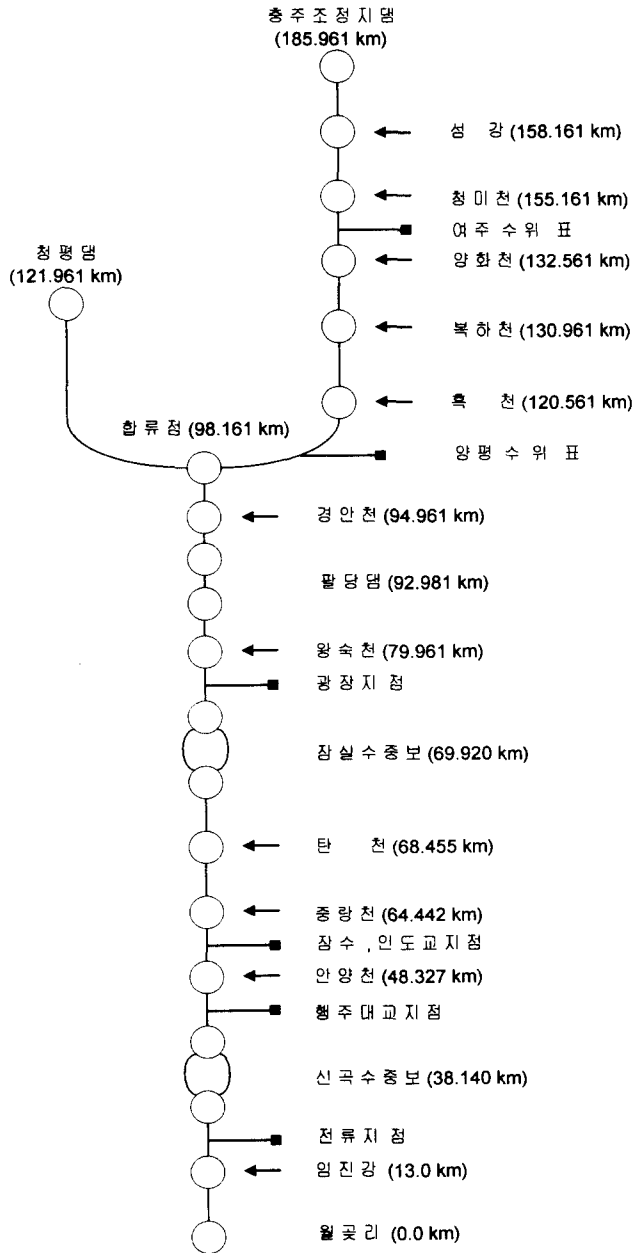 충주조정지댐
(185.961 km)
섬 강 (158.161 km)
청미천 (155.161 km)
여주수위표
청평댐
(121.961 km)
양화천 (132.561 km)
복하천 (130.961 km)
흑 천 (120.561 km)
합류점 (98.161 km)
양평수위표
경안천 (94.961 km)
팔당댐 (92.981 km)
왕숙천 (79.961 km)
광장지점
잠실수중보 (69.920 km)
탄 천 (68.455 km)
중랑천 (64.442 km)
잠수 , 인도교지점
안양천 (48.327 km)
행주대교지점
신곡수중보 (38.140 km)
전류지점
임진강 (13.0 km)
월곶리 (0.0 km)